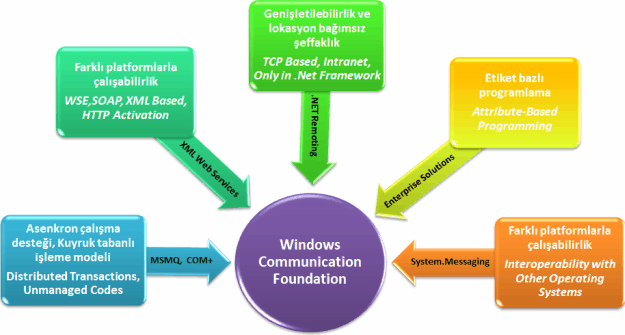 Genişletilebilirlik ve
lokasyon bağımsız
şeffaklık
TCP Based, Intranet,
Only in .Net Framework
.NET Remoting
Farklı platformlarla
çalışabilirlik
WSE,SOAP, XML Based,
HTTP Activation
XML Web Services
Etiket bazlı
programlama
Attribute-Based
Programming
Enterprise Solutions
Asenkron çalışma
desteği, Kuyruk tabanlı
işleme modeli
Distributed Transactions,
Unmanaged Codes
MSMQ, COM+
Windows
Communication
Foundation
System.Messaging
Farklı platformlarla
çalışabilirlik
Interoperability with
Other Operating
Systems